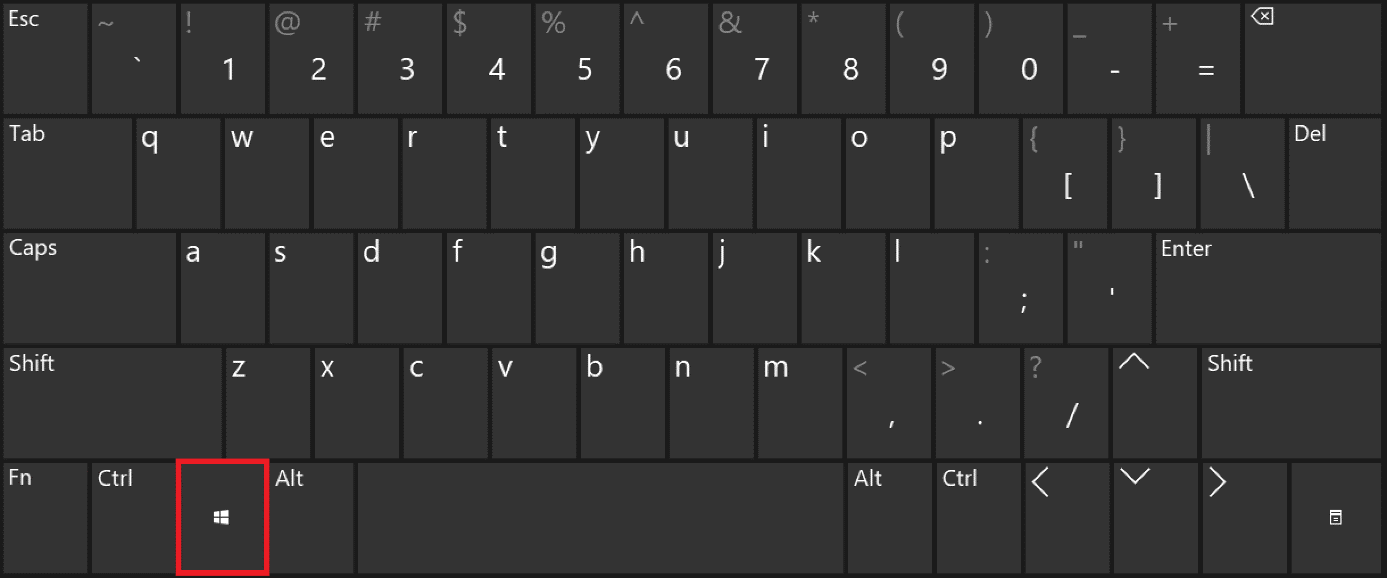 Esc ~ ` ! 1 @ 2 # 3 $ 4 % 5 ^ 6 & 7 * 8 ( 9 ) 0 _ - + =
Tab q w e r t y u i o p { [ } ] | \ Del
Caps a s d f g h j k l : ; " ' Enter
Shift z x c v b n m < , > . ? / Shift
Fn Ctrl Alt Alt Ctrl